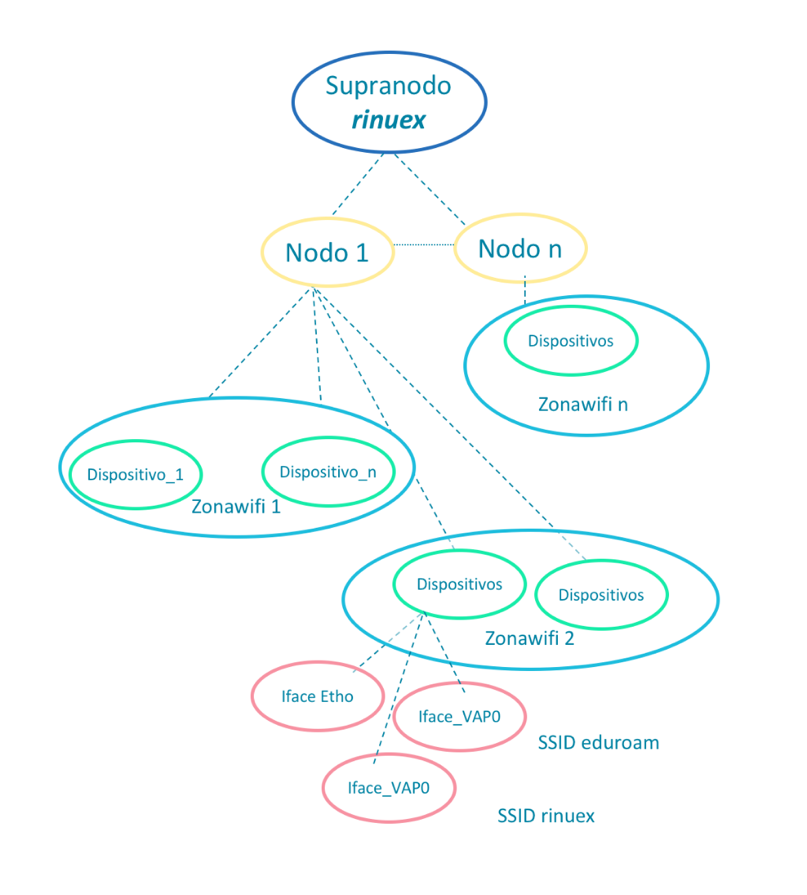 Supranodo
rinuex
Nodo 1
Nodo n
Dispositivos
Zonawifi n
Dispositivo_1
Dispositivo_n
Zonawifi 1
Dispositivos
Dispositivos
Zonawifi 2
Iface Etho
Iface_VAP0
SSID eduroam
Iface_VAP0
SSID rinuex